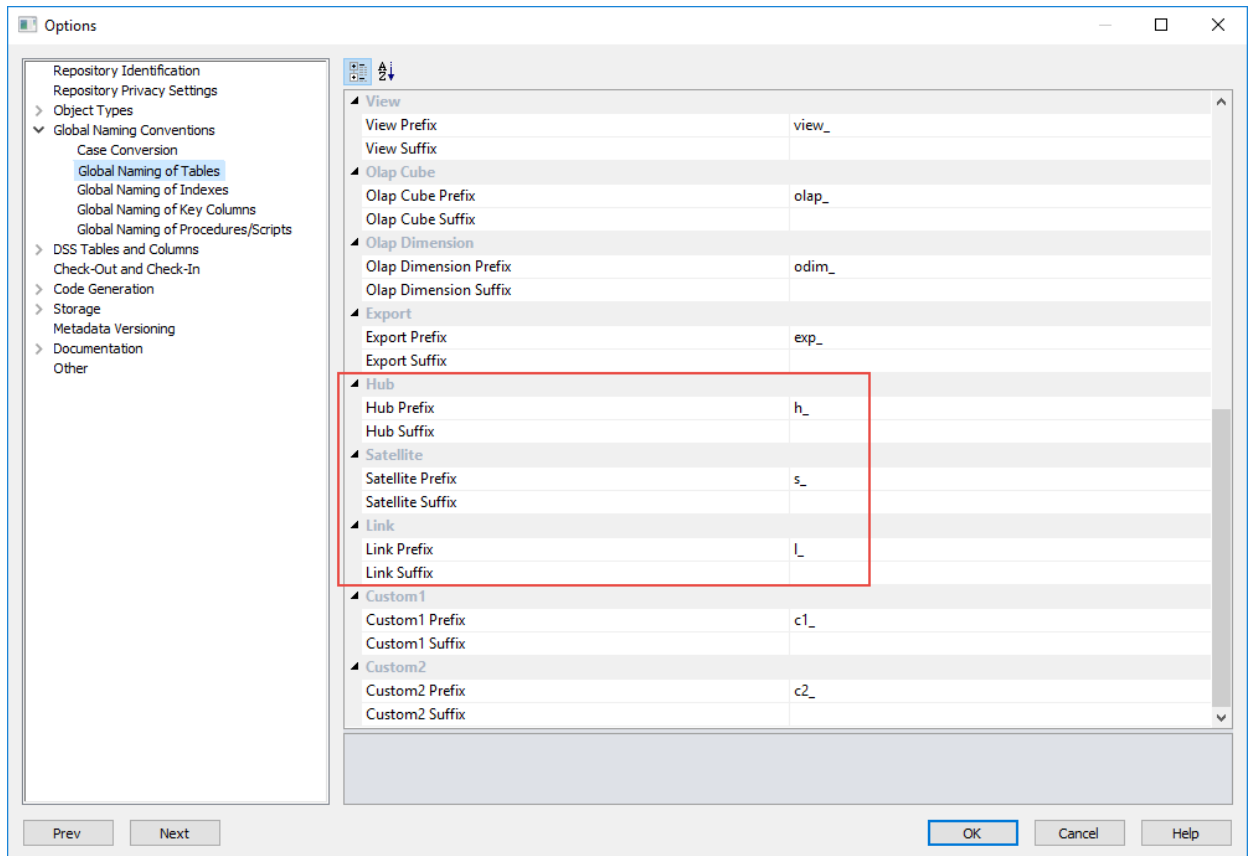 Options
Repository Identification
Repository Privacy Settings
Object Types
Global Naming Conventions
Case Conversion
Global Naming of Tables
Global Naming of Indexes
Global Naming of Key Columns
Global Naming of Procedures/Scripts
DSS Tables and Columns
Check-Out and Check-In
Code Generation
Storage
Metadata Versioning
Documentation
Other
View
View Prefix view_
View Suffix
Olap Cube
Olap Cube Prefix olap_
Olap Cube Suffix
Olap Dimension
Olap Dimension Prefix odim_
Olap Dimension Suffix
Export
Export Prefix exp_
Export Suffix
Hub
Hub Prefix h_
Hub Suffix
Satellite
Satellite Prefix s_
Satellite Suffix
Link
Link Prefix l_
Link Suffix
Custom1
Custom1 Prefix c1_
Custom1 Suffix
Custom2
Custom2 Prefix c2_
Custom2 Suffix
Prev Next OK Cancel Help